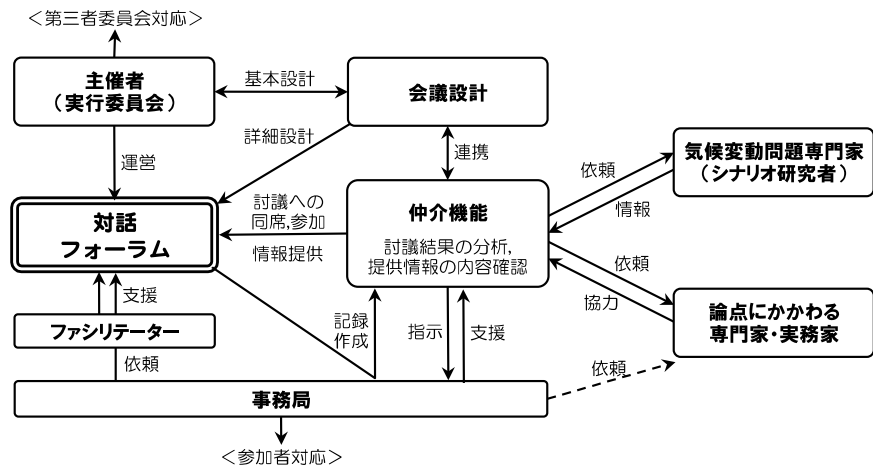 ＜第三者委員会対応＞
主催者
（実行委員会）
基本設計
会議設計
詳細設計
運営
連携
気候変動問題専門家
（シナリオ研究者）
依頼
情報
対話
フォーラム
討議への
同席,参加
情報提供
仲介機能
討議結果の分析,
提供情報の内容確認
依頼
協力
論点にかかわる
専門家・実務家
支援
ファシリテーター
依頼
記録
作成
指示
支援
依頼
事務局
＜参加者対応＞